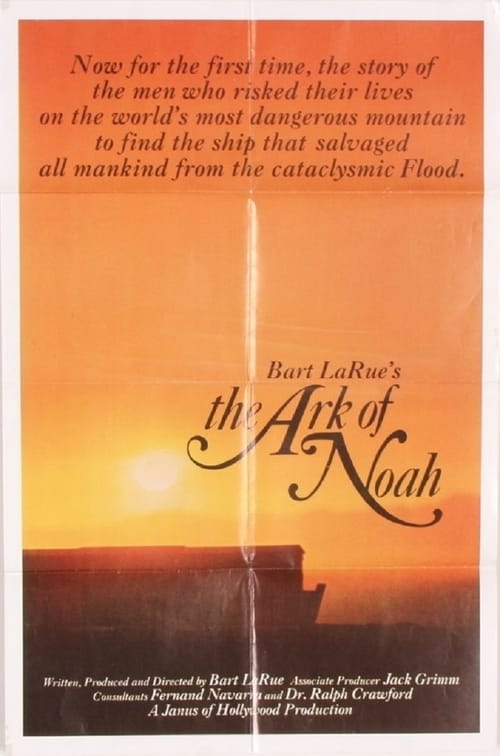 Now for the first time, the story of
the men who risked their lives
on the world's most dangerous mountain
to find the ship that salvaged
all mankind from the cataclysmic Flood.
Bart LaRue's
the Ark of
Noah
Written, Produced and Directed by Bart LaRue Associate Producer Jack Grimm
Consultants Fernand Navarra and Dr. Ralph Crawford
A Janus of Hollywood Production